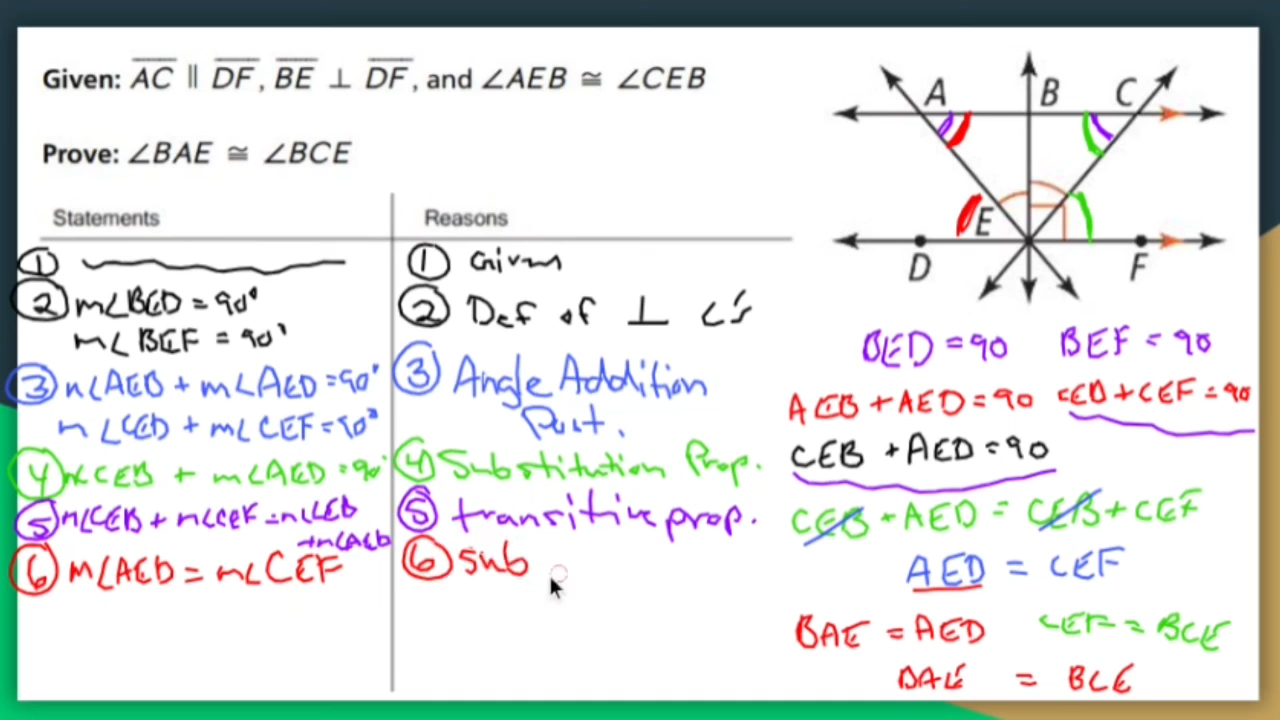 Given: AC ∥ DF, BE ⊥ DF, and ∠AEB ≅ ∠CEB
Prove: ∠BAE ≅ ∠BCE
Statements
Reasons
① 
① Given
② m∠BED = 90°
m∠BEF = 90°
② Def of ⊥ ∠'s
③ m∠AEB + m∠AED = 90°
m∠CED + m∠CEF = 90°
③ Angle Addition
Post.
④ m∠CEB + m∠AED = 90°
④ Substitution Prop.
⑤ m∠CEB + m∠CEF = m∠CEB
+ m∠AED
⑤ transitive prop.
⑥ m∠AED = m∠CEF
⑥ sub
A B C
E
D F
BED = 90 BEF = 90
AEB + AED = 90 CED + CEF = 90
CEB + AED = 90
CEB + AED = CEB + CEF
AED = CEF
BAE = AED CEF = BCE
BAE = BCE